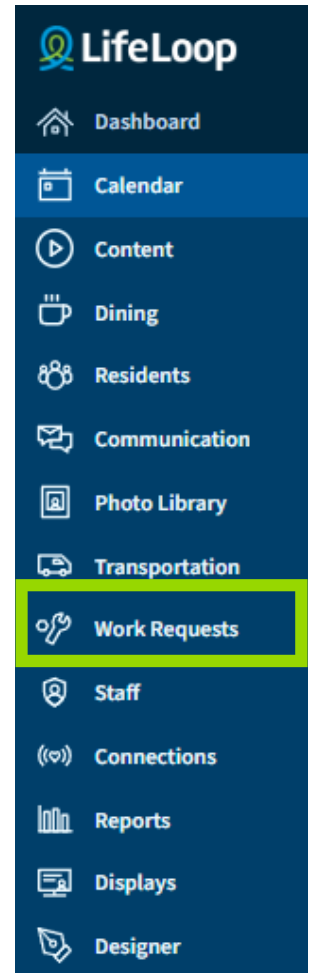 LifeLoop
Dashboard
Calendar
Content
Dining
Residents
Communication
Photo Library
Transportation
Work Requests
Staff
Connections
Reports
Displays
Designer